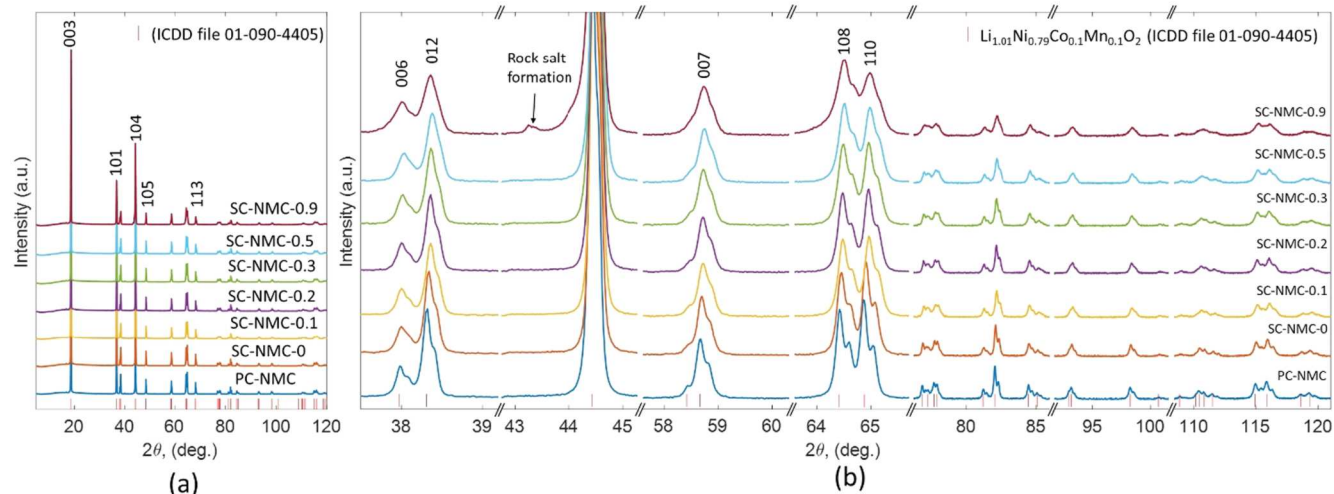 (ICDD file 01-090-4405)
003
101
104
105
113
SC-NMC-0.9
SC-NMC-0.5
SC-NMC-0.3
SC-NMC-0.2
SC-NMC-0.1
SC-NMC-0
PC-NMC
Intensity (a.u.)
20 40 60 80 100 120
2θ, (deg.)
(a)
Li1.01Ni0.79Co0.1Mn0.1O2 (ICDD file 01-090-4405)
006
012
Rock salt
formation
007
108
110
SC-NMC-0.9
SC-NMC-0.5
SC-NMC-0.3
SC-NMC-0.2
SC-NMC-0.1
SC-NMC-0
PC-NMC
Intensity (a.u.)
38 39 43 44 45 58 59 64 65 80 100 110 120
2θ, (deg.)
(b)